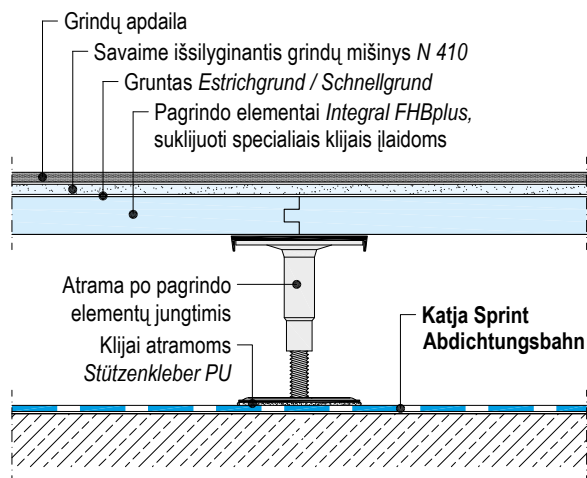 Grindų apdaila
Savaime išsilyginantis grindų mišinys N 410
Gruntas Estrichgrund / Schnellgrund
Pagrindo elementai Integral FHBplus,
suklijuoti specialiais klijais įlaidoms
Atrama po pagrindo
elementų jungtimis
Klijai atramoms
Stützenkleber PU
Katja Sprint
Abdichtungsbahn